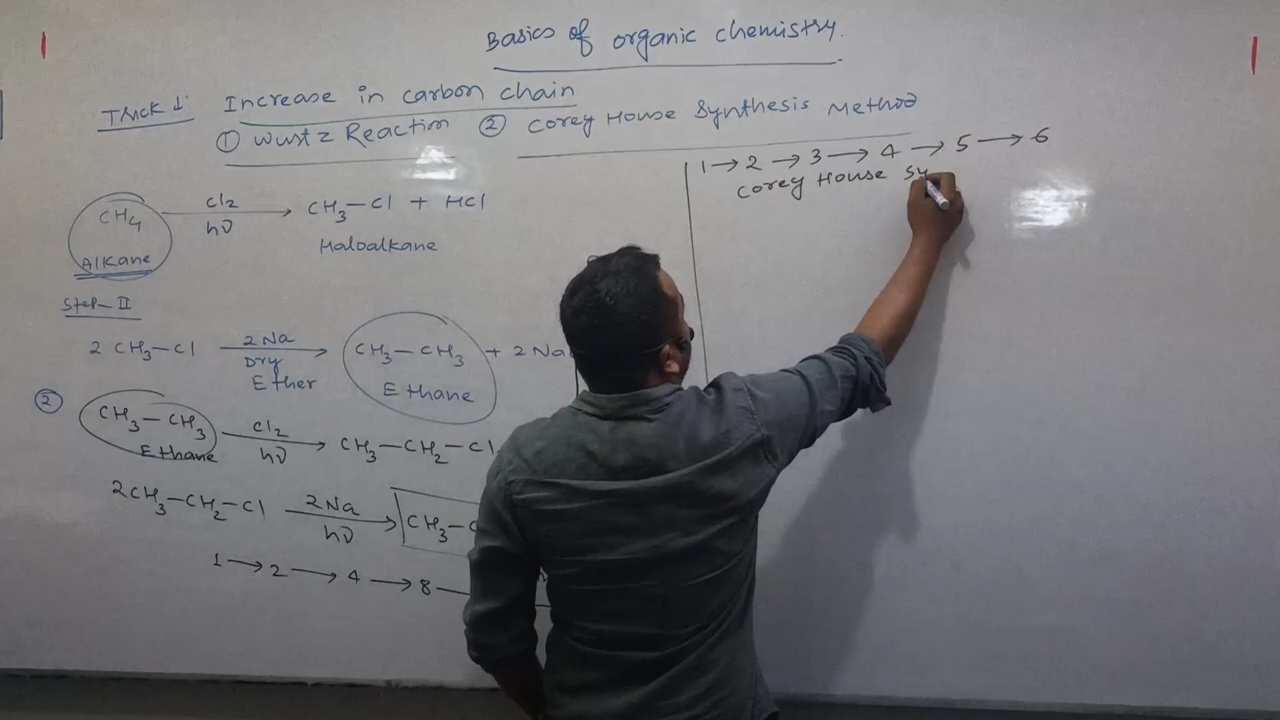 Basics of organic chemistry.
Trick 1: Increase in carbon chain
① Wurtz Reaction ② Corey House Synthesis Method
CH4 Cl2 hν → CH3-Cl + HCl
Alkane Haloalkane
Step-II
2 CH3-Cl 2Na Dry Ether → CH3-CH3 + 2Na
Ethane
② CH3-CH3 Cl2 hν → CH3-CH2-Cl
Ethane
2CH3-CH2-Cl 2Na hν → CH3-C
1 → 2 → 4 → 8
1 → 2 → 3 → 4 → 5 → 6
Corey House Sy